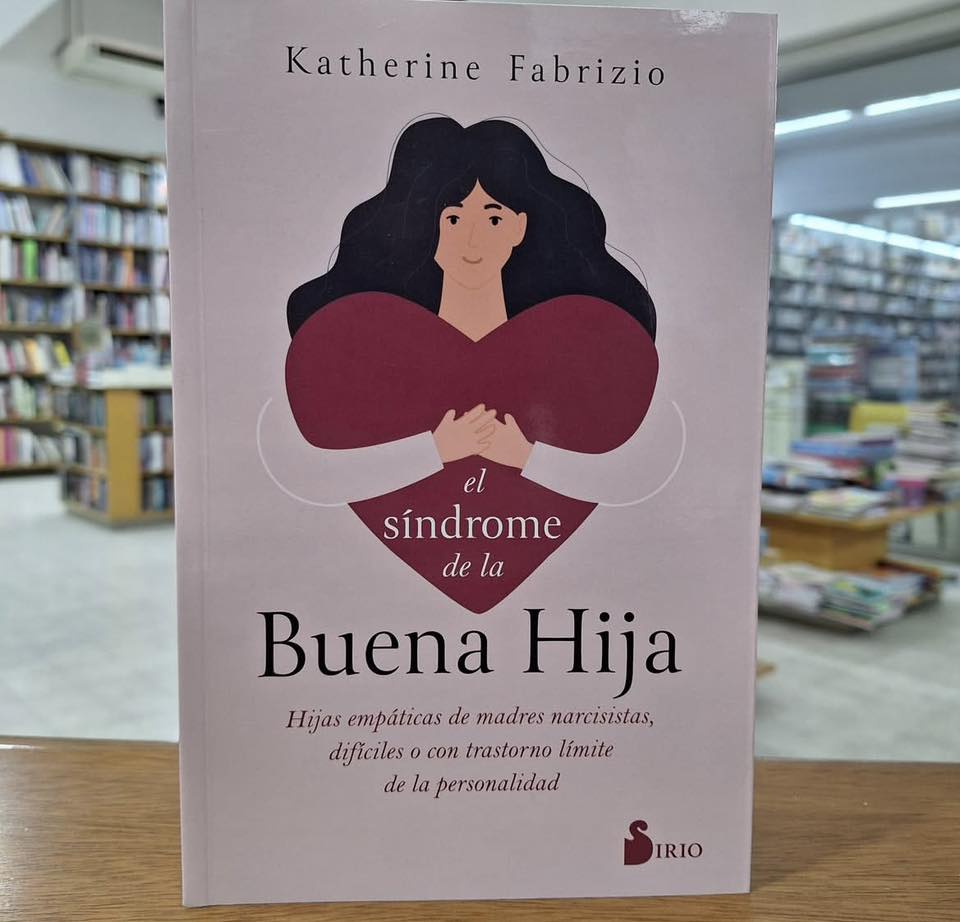 Katherine Fabrizio
el
síndrome
de la
Buena Hija
Hijas empáticas de madres narcisistas,
difíciles o con trastorno límite
de la personalidad
SIRIO